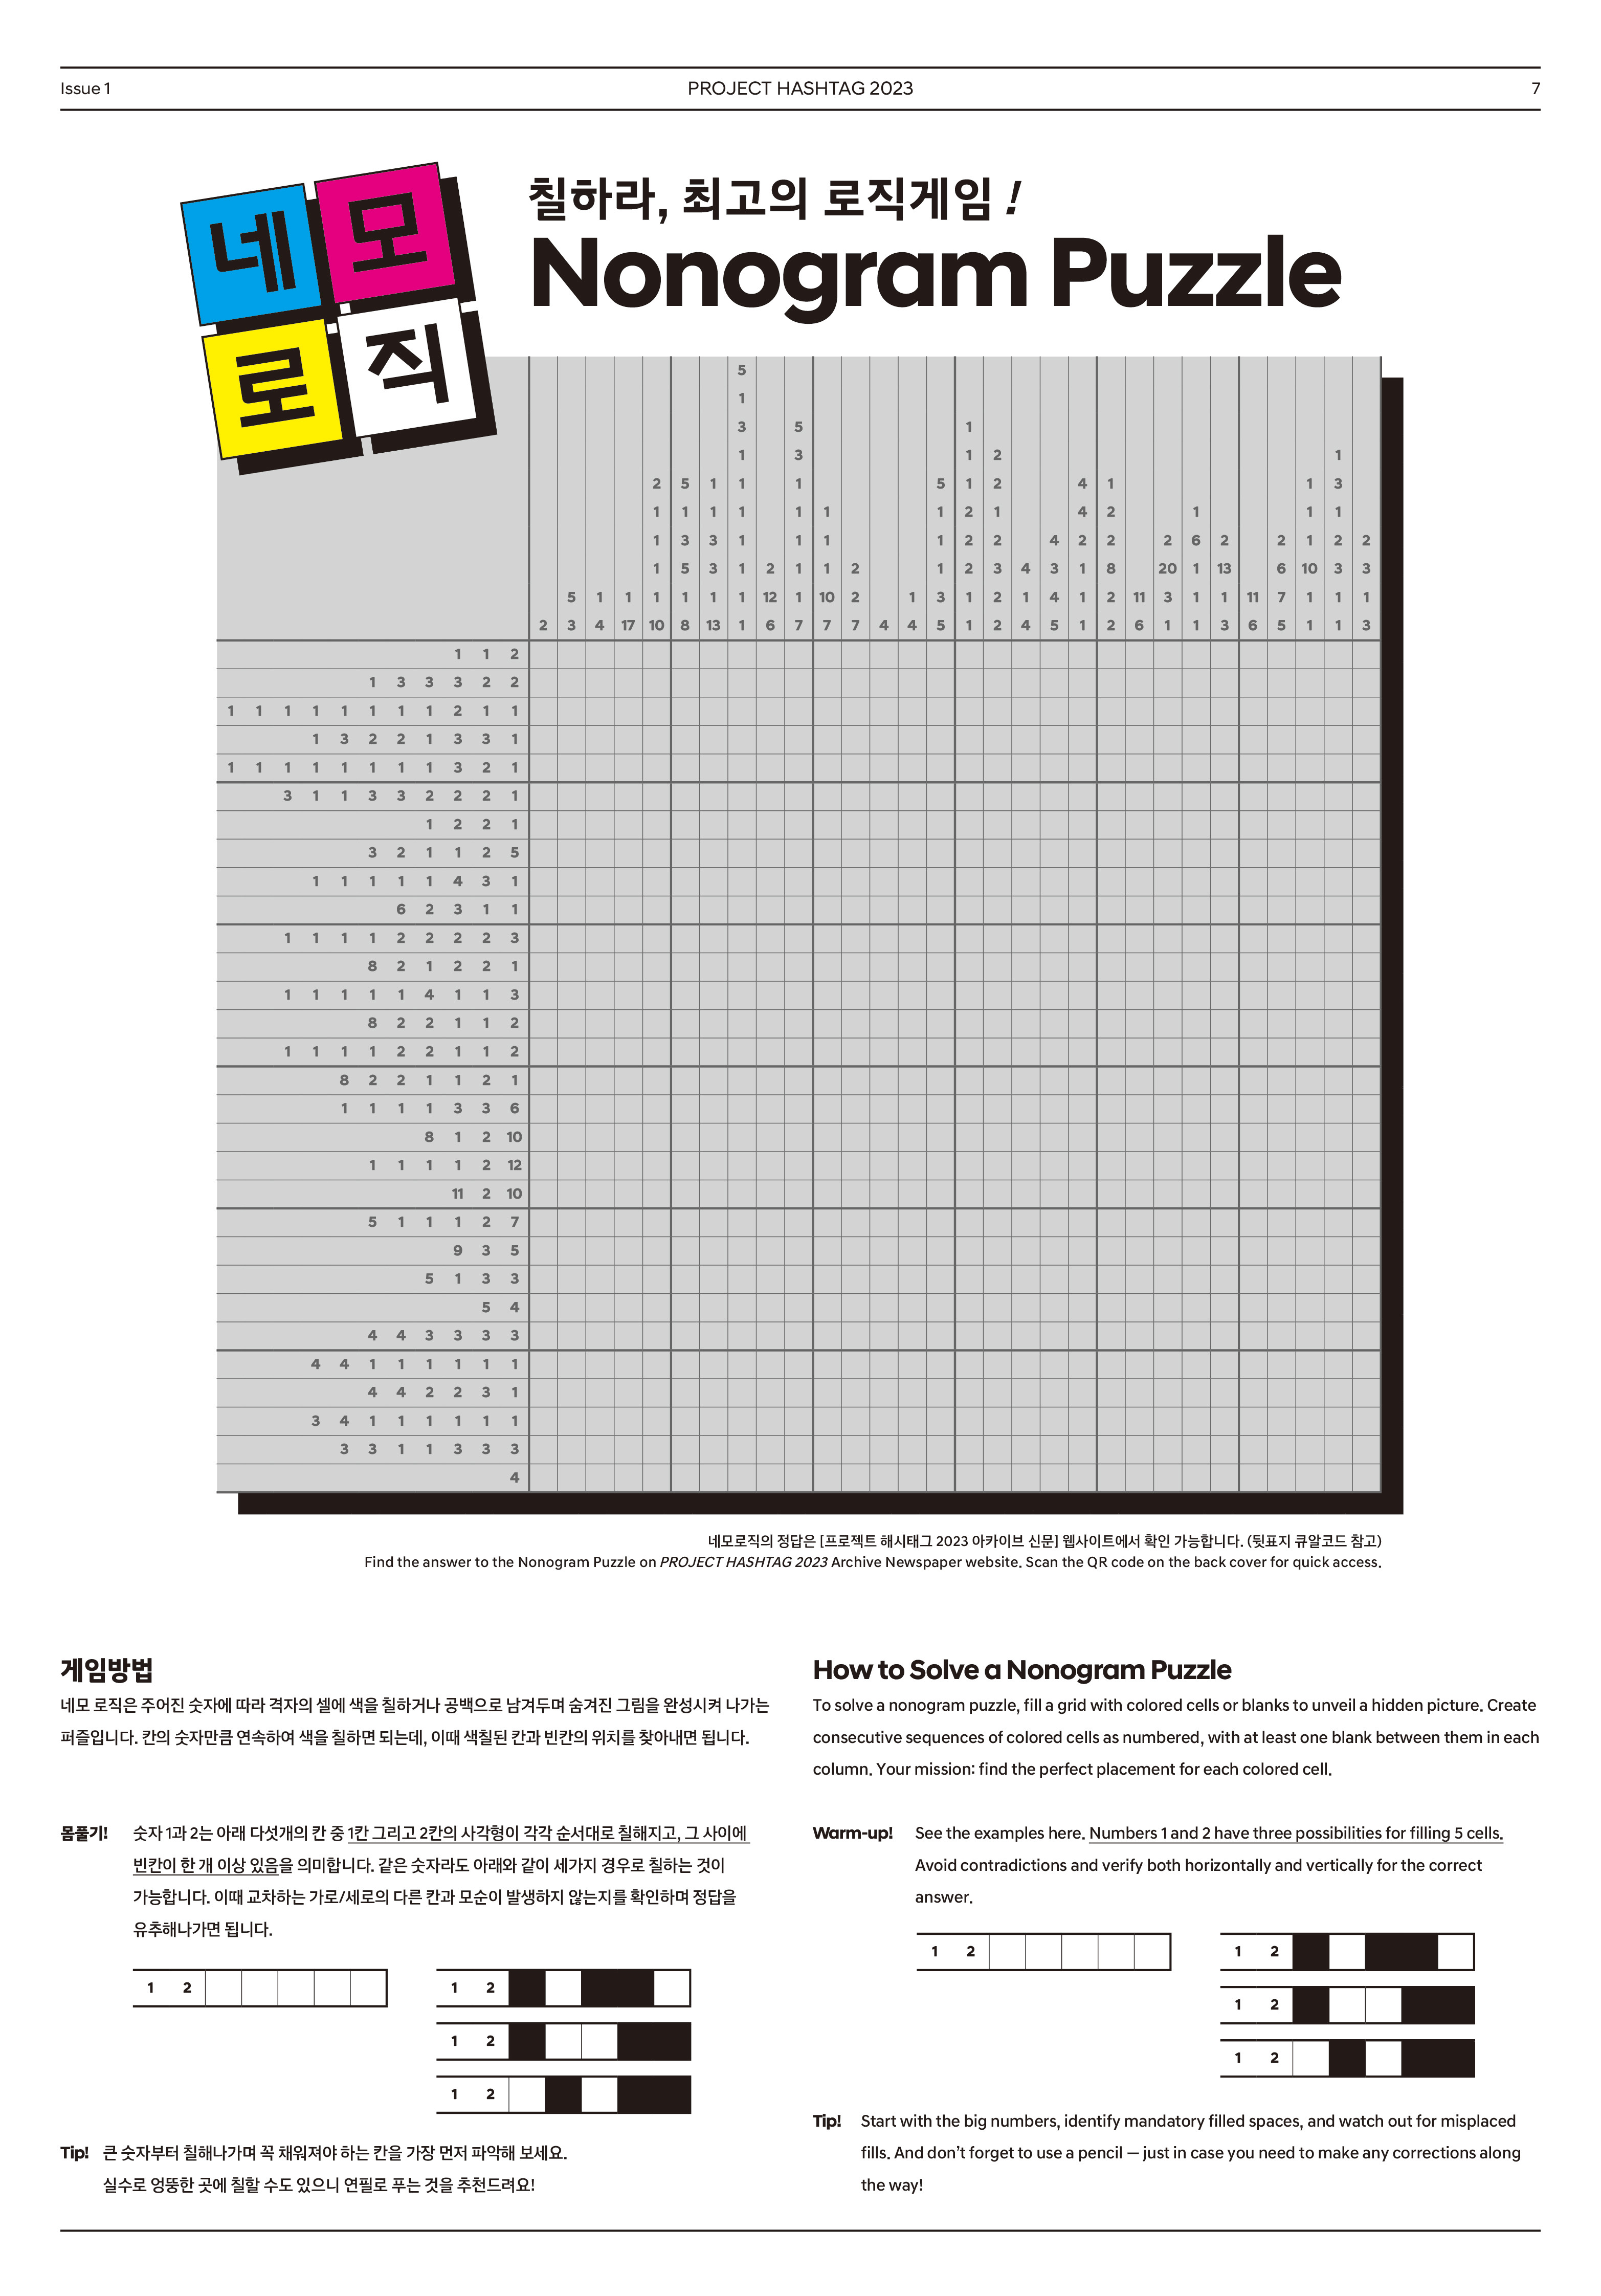 Issue 1
PROJECT HASHTAG 2023
7
네모
로직
칠하라, 최고의 로직게임 !
Nonogram Puzzle
5
1
3 5 1
1 3 1 2 1
2 5 1 1 1 5 1 2 4 1 1 3
1 1 1 1 1 1 1 2 1 4 2 1 1 1
1 3 3 1 1 1 1 2 2 4 2 2 2 6 2 2 1 2 2
1 5 3 1 2 1 1 2 1 2 3 4 3 1 8 20 1 13 6 10 3 3
5 1 1 1 1 13 1 12 1 10 2 1 3 1 2 1 4 1 2 11 3 1 1 11 7 1 1 1
2 3 4 17 10 8 13 1 6 7 7 7 4 4 5 1 2 4 5 1 2 6 1 1 3 6 5 1 1 3
1 1 2
1 3 3 3 2 2
1 1 1 1 1 1 1 1 2 1 1
1 3 2 2 1 3 3 1
1 1 1 1 1 1 1 1 3 2 1
3 1 1 3 3 2 2 2 1
1 2 2 1
3 2 1 1 2 5
1 1 1 1 1 4 3 1
6 2 3 1 1
1 1 1 1 2 2 2 2 3
8 2 1 2 2 1
1 1 1 1 1 4 1 1 3
8 2 2 1 1 2
1 1 1 1 2 2 1 1 2
8 2 2 1 1 2 1
1 1 1 1 3 3 6
8 1 2 10
1 1 1 1 2 12
11 2 10
5 1 1 1 2 7
9 3 5
5 1 3 3
5 4
4 4 3 3 3 3
4 4 1 1 1 1 1 1
4 4 2 2 3 1
3 4 1 1 1 1 1 1
3 3 1 1 3 3 3
4
네모로직의 정답은 [프로젝트 해시태그 2023 아카이브 신문] 웹사이트에서 확인 가능합니다. (뒷표지 큐알코드 참고)
Find the answer to the Nonogram Puzzle on PROJECT HASHTAG 2023 Archive Newspaper website. Scan the QR code on the back cover for quick access.
게임방법
네모 로직은 주어진 숫자에 따라 격자의 셀에 색을 칠하거나 공백으로 남겨두며 숨겨진 그림을 완성시켜 나가는
퍼즐입니다. 칸의 숫자만큼 연속하여 색을 칠하면 되는데, 이때 색칠된 칸과 빈칸의 위치를 찾아내면 됩니다.
몸풀기! 숫자 1과 2는 아래 다섯개의 칸 중 1칸 그리고 2칸의 사각형이 각각 순서대로 칠해지고, 그 사이에
빈칸이 한 개 이상 있음을 의미합니다. 같은 숫자라도 아래와 같이 세가지 경우로 칠하는 것이
가능합니다. 이때 교차하는 가로/세로의 다른 칸과 모순이 발생하지 않는지를 확인하며 정답을
유추해나가면 됩니다.
1 2
1 2
1 2
1 2
Tip! 큰 숫자부터 칠해나가며 꼭 채워져야 하는 칸을 가장 먼저 파악해 보세요.
실수로 엉뚱한 곳에 칠할 수도 있으니 연필로 푸는 것을 추천드려요!
How to Solve a Nonogram Puzzle
To solve a nonogram puzzle, fill a grid with colored cells or blanks to unveil a hidden picture. Create
consecutive sequences of colored cells as numbered, with at least one blank between them in each
column. Your mission: find the perfect placement for each colored cell.
Warm-up! See the examples here. Numbers 1 and 2 have three possibilities for filling 5 cells.
Avoid contradictions and verify both horizontally and vertically for the correct
answer.
1 2
1 2
1 2
1 2
Tip! Start with the big numbers, identify mandatory filled spaces, and watch out for misplaced
fills. And don’t forget to use a pencil — just in case you need to make any corrections along
the way!